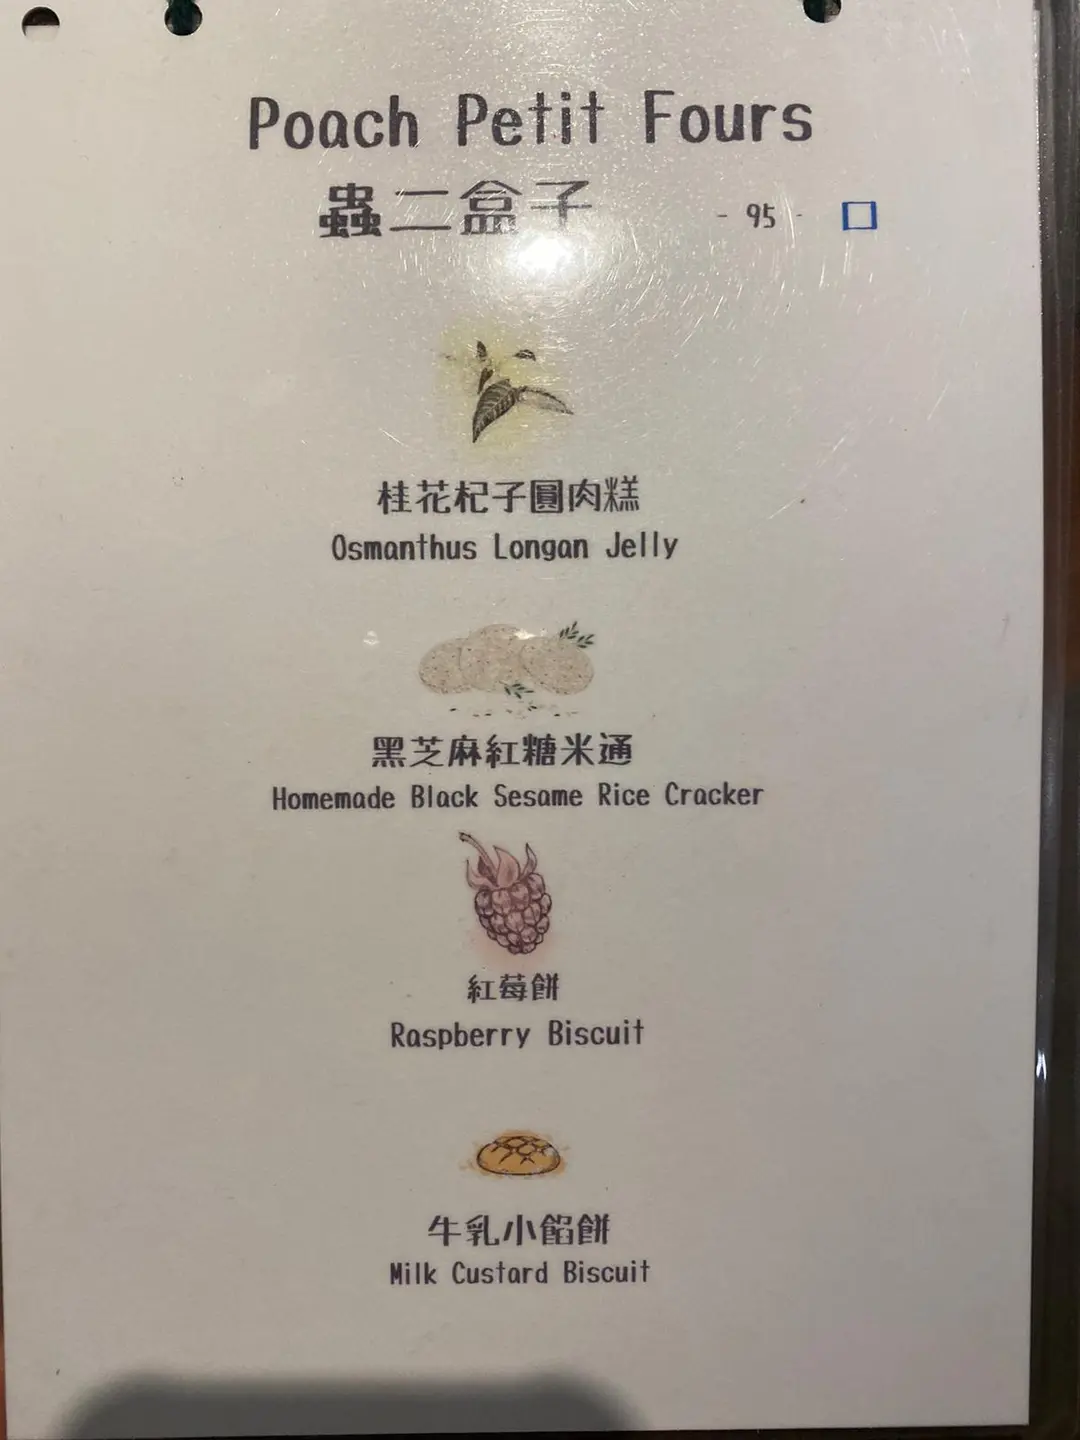 Poach Petit Fours
蟲二盒子 - 95 -
桂花杞子圓肉糕
Osmanthus Longan Jelly
黑芝麻紅糖米通
Homemade Black Sesame Rice Cracker
紅莓餅
Raspberry Biscuit
牛乳小餡餅
Milk Custard Biscuit